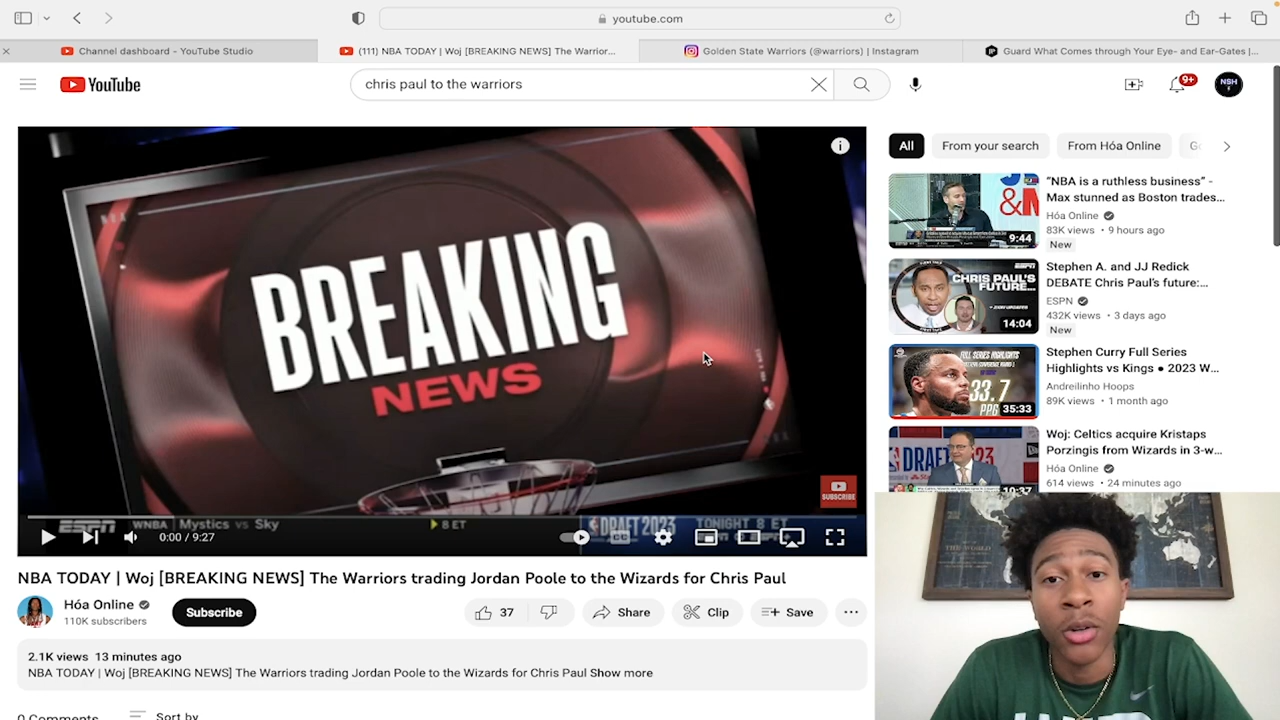 youtube.com
Channel dashboard - YouTube Studio
(111) NBA TODAY | Woj [BREAKING NEWS] The Warrior...
Golden State Warriors (@warriors) | Instagram
Guard What Comes through Your Eye- and Ear-Gates |...
YouTube
chris paul to the warriors
9+
NSH
BREAKING
NEWS
SUBSCRIBE
ESPN
WNBA | Mystics vs Sky
8 ET
DRAFT 2023
TONIGHT 8 ET
0:00 / 9:27
NBA TODAY | Woj [BREAKING NEWS] The Warriors trading Jordan Poole to the Wizards for Chris Paul
Hóa Online
110K subscribers
Subscribe
37
Share
Clip
Save
2.1K views 13 minutes ago
NBA TODAY | Woj [BREAKING NEWS] The Warriors trading Jordan Poole to the Wizards for Chris Paul Show more
0 Comments
Sort by
All
From your search
From Hóa Online
"NBA is a ruthless business" -
Max stunned as Boston trades...
Hóa Online
83K views • 9 hours ago
New
9:44
Stephen A. and JJ Redick
DEBATE Chris Paul's future:...
ESPN
432K views • 3 days ago
New
ESPN
CHRIS PAUL'S
FUTURE...
14:04
Stephen Curry Full Series
Highlights vs Kings ● 2023 W...
Andreilinho Hoops
89K views • 1 month ago
FULL SERIES HIGHLIGHTS
33.7
PPG
35:33
Woj: Celtics acquire Kristaps
Porzingis from Wizards in 3-w...
Hóa Online
614 views • 24 minutes ago
DRAFT 2023
10:37